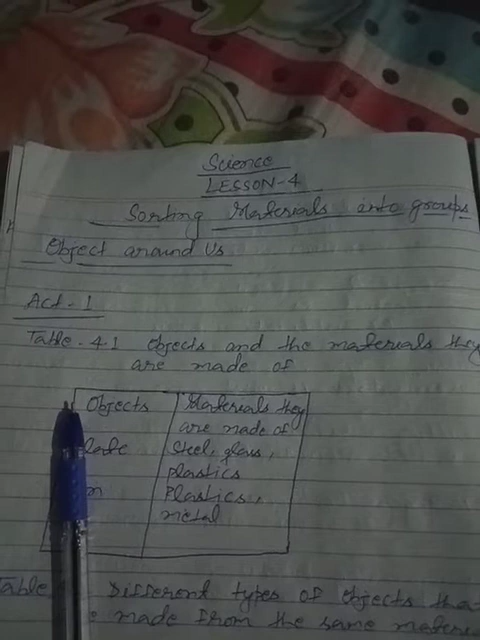 Science
LESSON-4
Sorting Materials into groups
Object around Us
Act-1
Table-4.1 Objects and the materials they
are made of
Objects
Materials they
are made of
Steel, glass,
plastics
Plastics,
metal
Different types of objects
made from the same